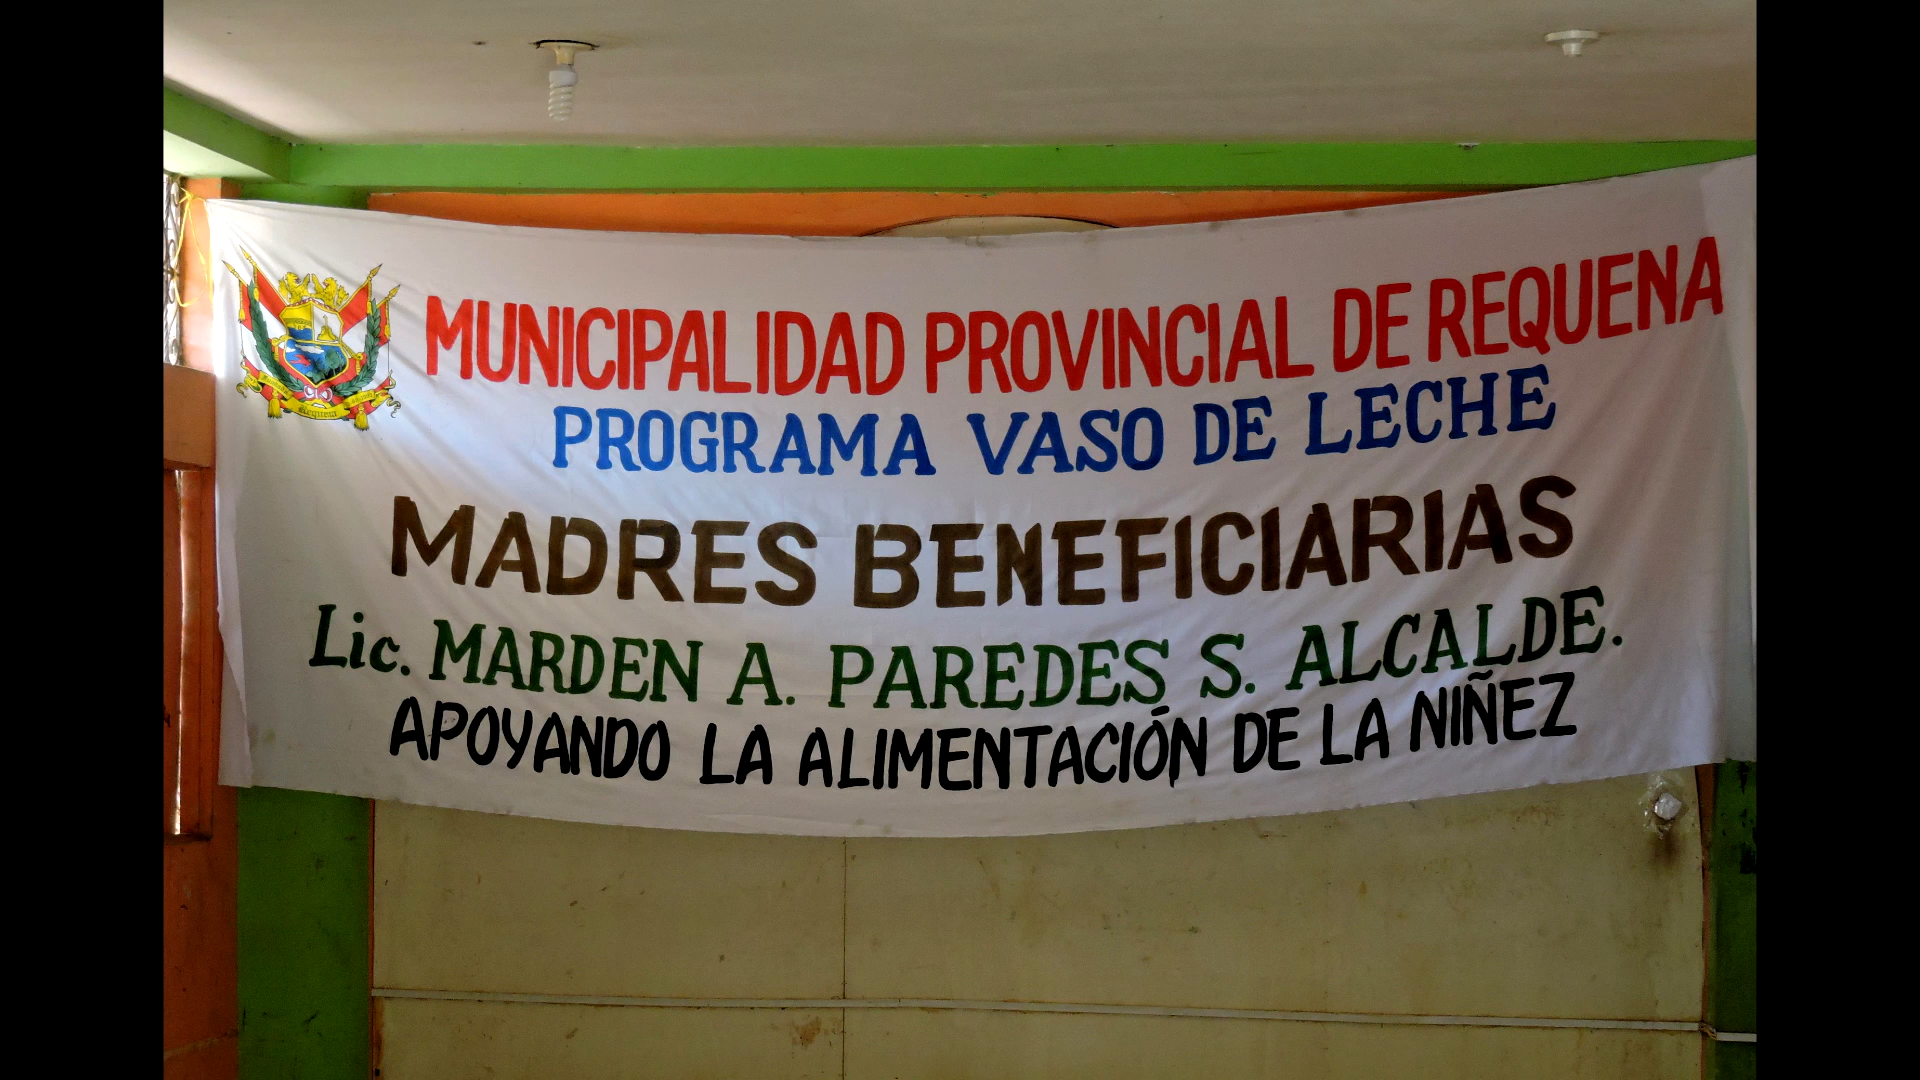 MUNICIPALIDAD PROVINCIAL DE REQUENA
PROGRAMA VASO DE LECHE
MADRES BENEFICIARIAS
Lic. MARDEN A. PAREDES S. ALCALDE.
APOYANDO LA ALIMENTACIÓN DE LA NIÑEZ
Requena